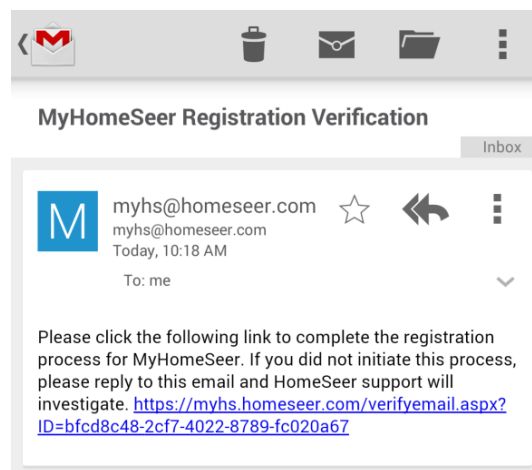 MyHomeSeer Registration Verification
Inbox
M
myhs@homeseer.com
myhs@homeseer.com
Today, 10:18 AM
To: me
Please click the following link to complete the registration
process for MyHomeSeer. If you did not initiate this process,
please reply to this email and HomeSeer support will
investigate. https://myhs.homeseer.com/verifyemail.aspx?
ID=bfcd8c48-2cf7-4022-8789-fc020a67